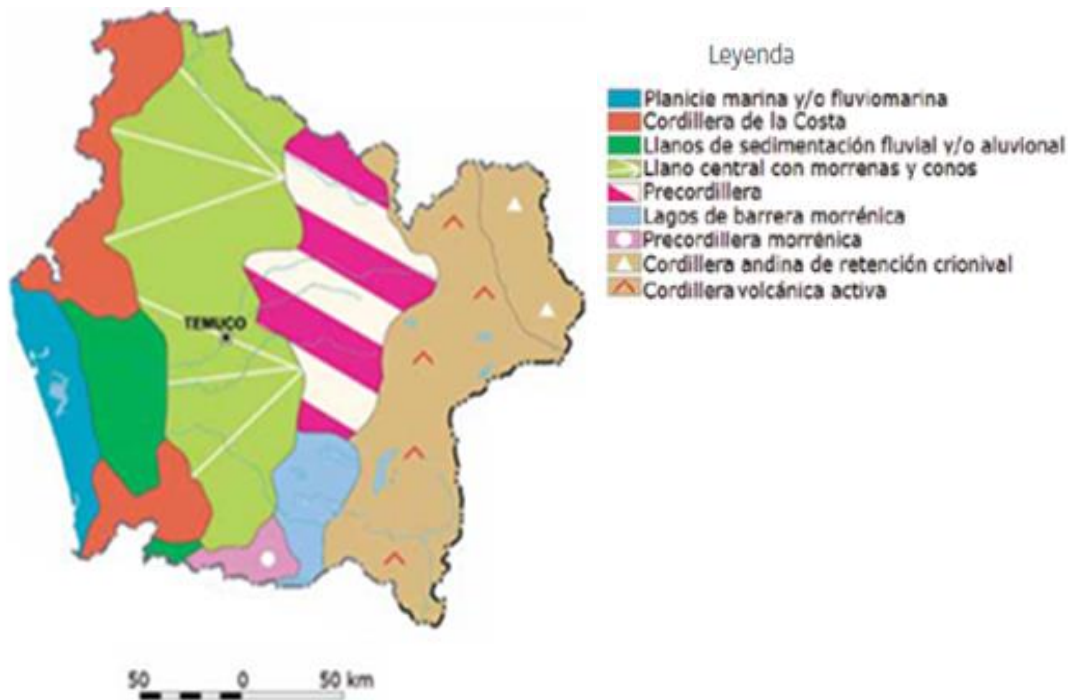 Leyenda
Planicie marina y/o fluviomarina
Cordillera de la Costa
Llanos de sedimentación fluvial y/o aluvional
Llano central con morrenas y conos
Precordillera
Lagos de barrera morrénica
Precordillera morrénica
Cordillera andina de retención crionival
Cordillera volcánica activa
TEMUCO
50 0 50 km